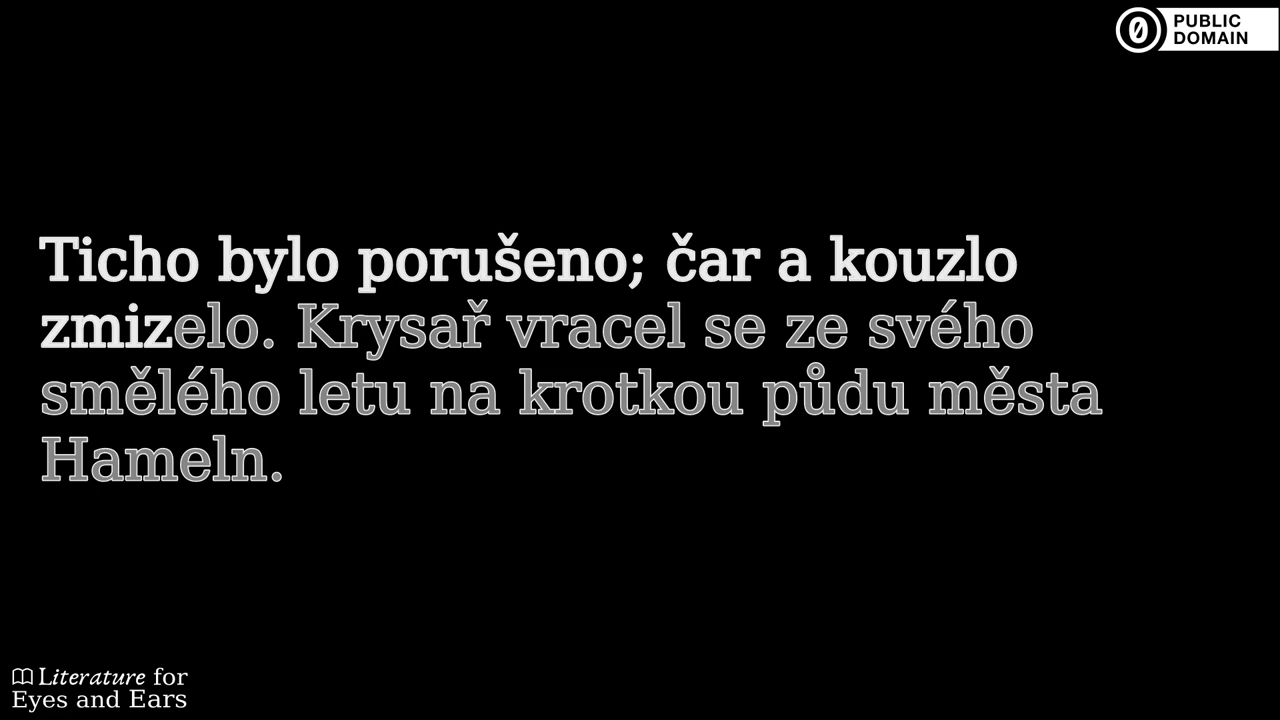 PUBLIC
DOMAIN
Ticho bylo porušeno; čar a kouzlo
zmizelo. Krysař vracel se ze svého
smělého letu na krotkou půdu města
Hameln.
Literature for
Eyes and Ears